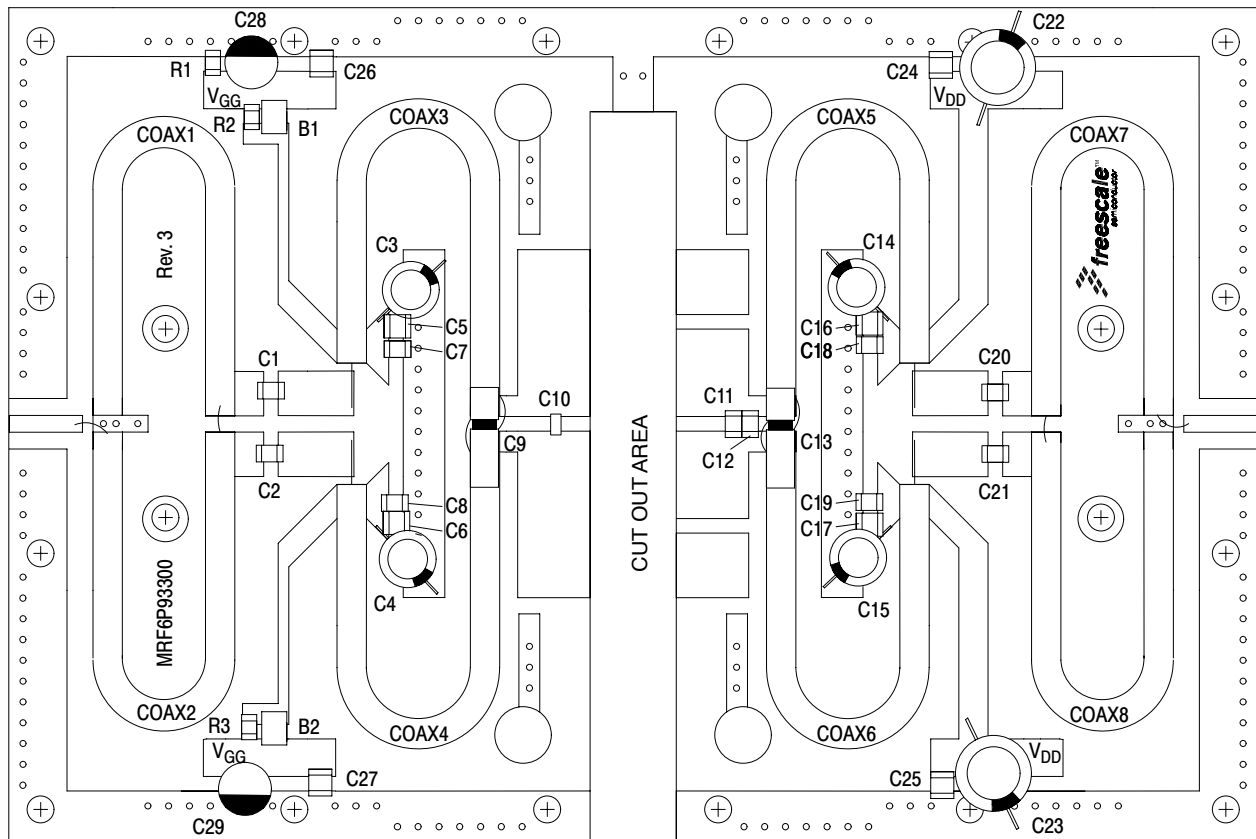 C28
C22
R1
C26
C24
VGG
VDD
R2
B1
COAX1
COAX3
COAX5
COAX7
freescale™
semiconductor
Rev. 3
C3
C14
C5
C16
C7
C18
C1
C20
C10
C11
C9
C13
C12
C2
C21
C8
C19
C6
C17
CUT OUT AREA
C4
C15
MRF6P93300
COAX2
COAX4
COAX6
COAX8
R3
B2
VGG
VDD
C27
C25
C29
C23